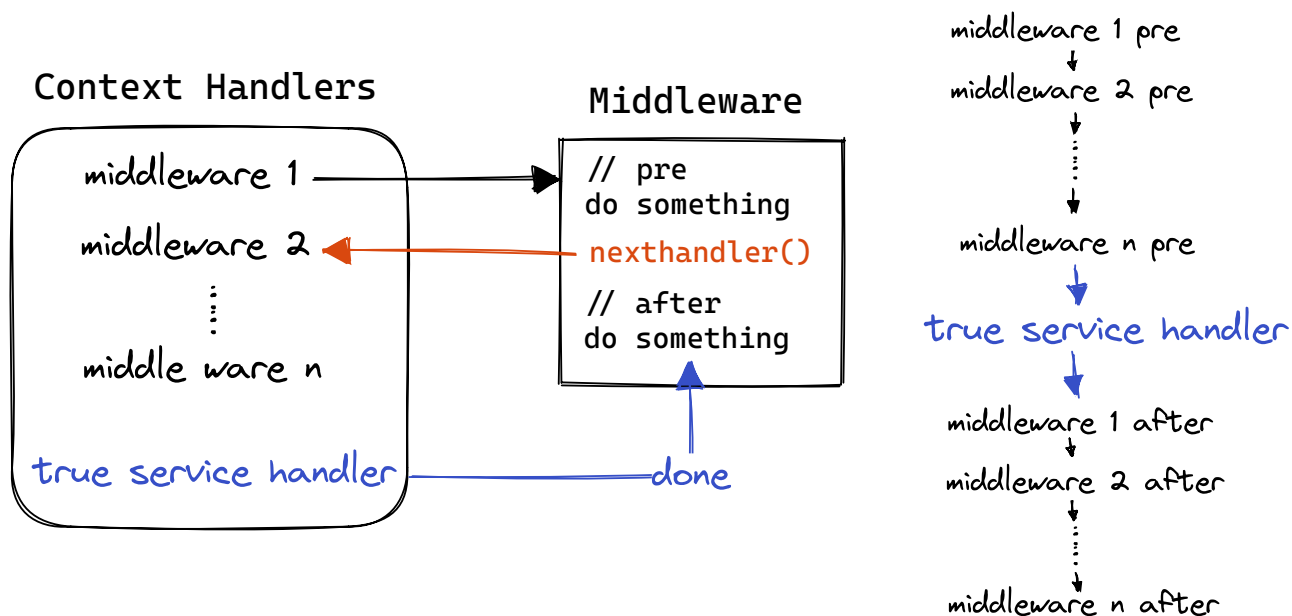 Context Handlers
middleware 1
middleware 2
middle ware n
true service handler
Middleware
// pre
do something
nexthandler()
// after
do something
done
middleware 1 pre
middleware 2 pre
middleware n pre
true service handler
middleware 1 after
middleware 2 after
middleware n after